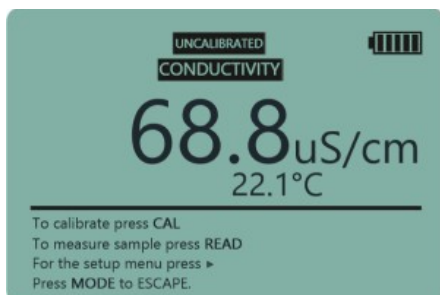 UNCALIBRATED
CONDUCTIVITY
68.8uS/cm
22.1°C
To calibrate press CAL
To measure sample press READ
For the setup menu press ►
Press MODE to ESCAPE.